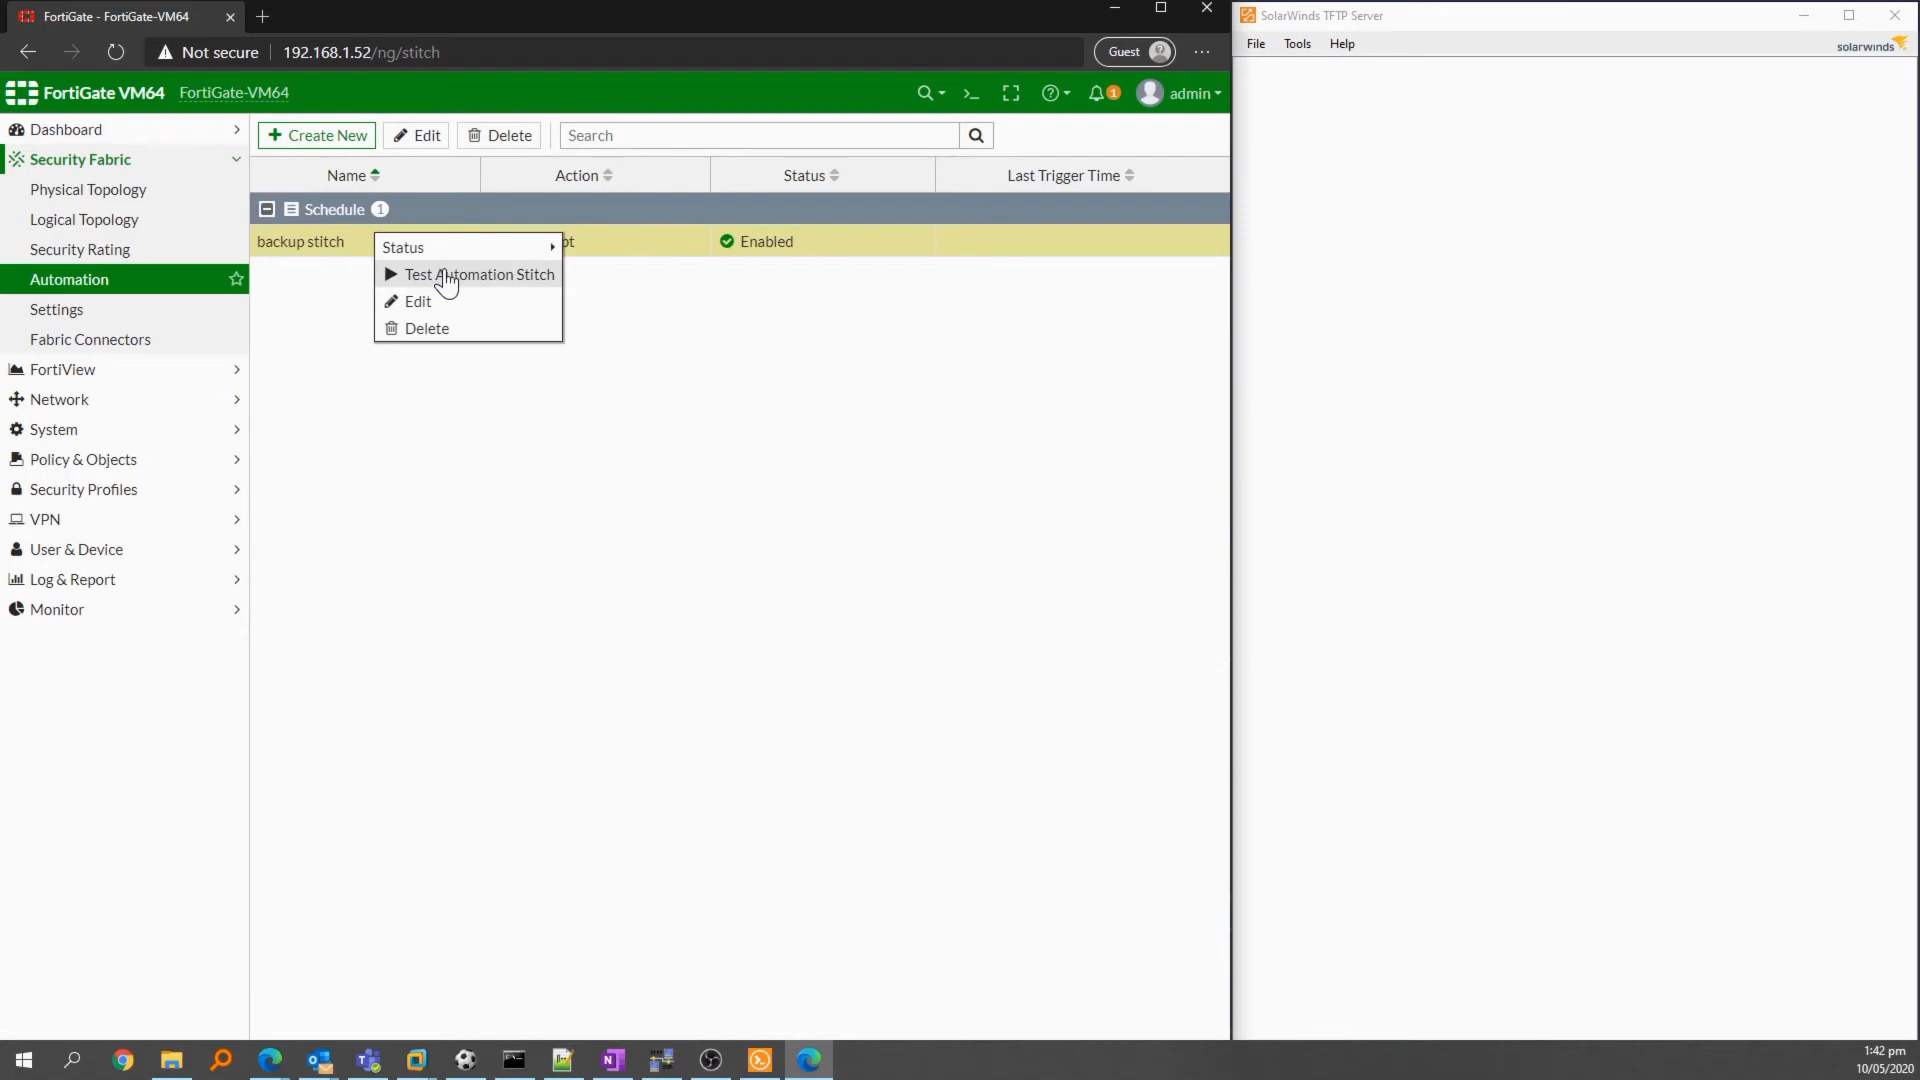 FortiGate - FortiGate-VM64
SolarWinds TFTP Server
Not secure
192.168.1.52/ng/stitch
Guest
File Tools Help
solarwinds
FortiGate VM64 FortiGate-VM64
1
admin
Dashboard
Security Fabric
Physical Topology
Logical Topology
Security Rating
Automation
Settings
Fabric Connectors
FortiView
Network
System
Policy & Objects
Security Profiles
VPN
User & Device
Log & Report
Monitor
Create New Edit Delete Search
Name Action Status Last Trigger Time
Schedule 1
backup stitch Enabled
Status
Test Automation Stitch
Edit
Delete
1:42 pm
10/05/2020